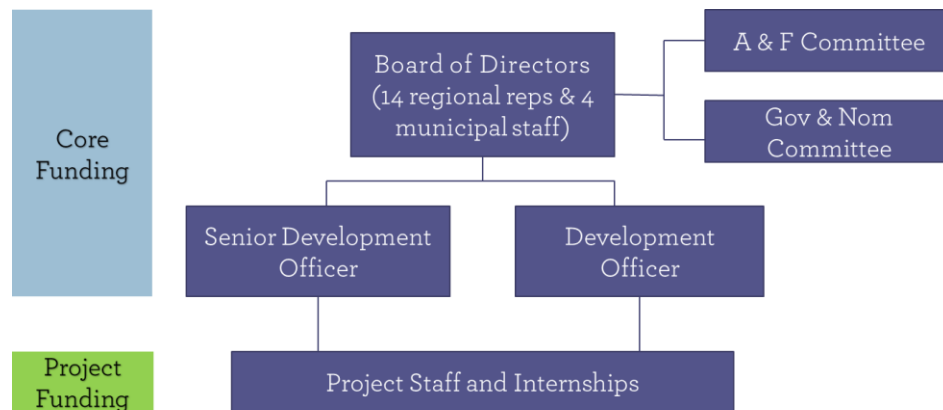 Core
Funding
Board of Directors
(14 regional reps & 4
municipal staff)
A & F Committee
Gov & Nom
Committee
Senior Development
Officer
Development
Officer
Project
Funding
Project Staff and Internships